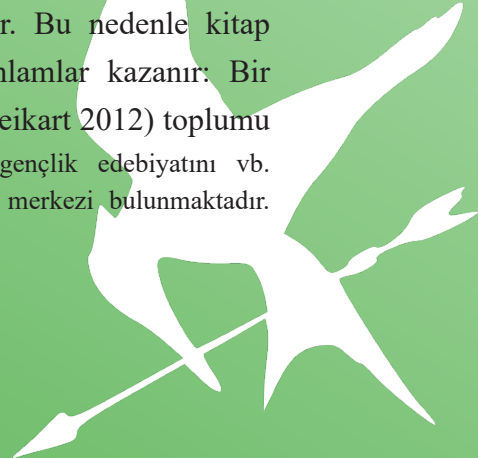 r. Bu nedenle kitap
nlamlar kazanır: Bir
eikart 2012) toplumu
gençlik edebiyatını vb.
merkezi bulunmaktadır.